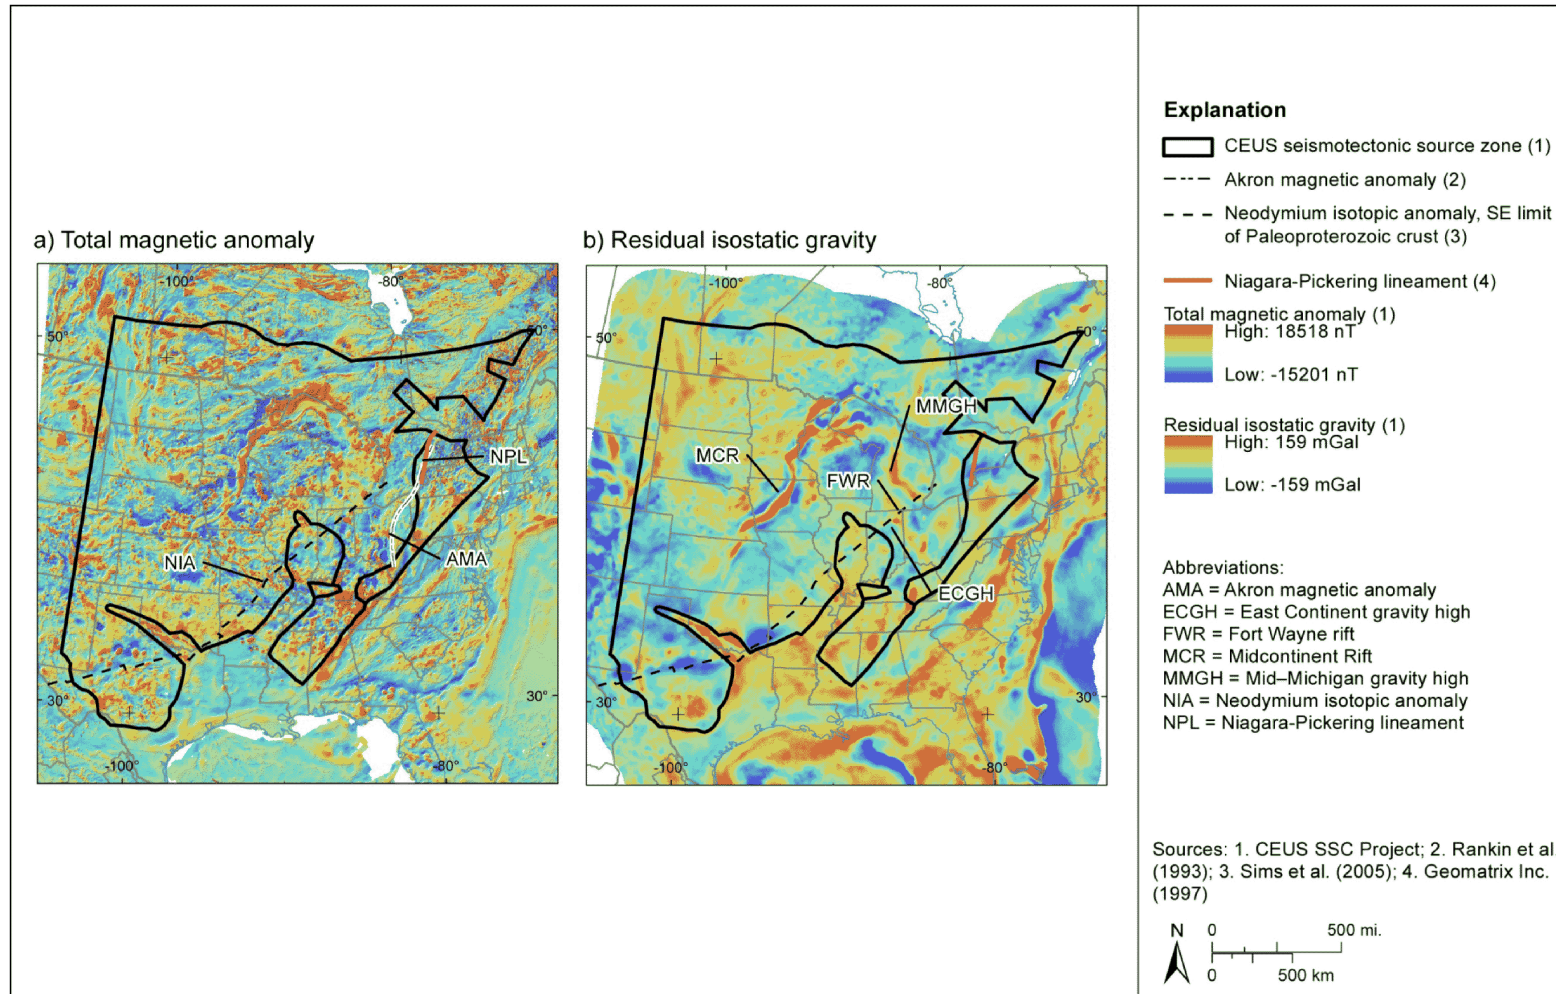 a) Total magnetic anomaly
-100°
-80°
50°
50°
NPL
AMA
NIA
30°
30°
-100°
-80°
b) Residual isostatic gravity
-100°
-80°
50°
50°
MMGH
MCR
FWR
ECGH
30°
30°
-100°
-80°
Explanation
CEUS seismotectonic source zone (1)
Akron magnetic anomaly (2)
Neodymium isotopic anomaly, SE limit
of Paleoproterozoic crust (3)
Niagara-Pickering lineament (4)
Total magnetic anomaly (1)
High: 18518 nT
Low: -15201 nT
Residual isostatic gravity (1)
High: 159 mGal
Low: -159 mGal
Abbreviations:
AMA = Akron magnetic anomaly
ECGH = East Continent gravity high
FWR = Fort Wayne rift
MCR = Midcontinent Rift
MMGH = Mid–Michigan gravity high
NIA = Neodymium isotopic anomaly
NPL = Niagara-Pickering lineament
Sources: 1. CEUS SSC Project; 2. Rankin et al.
(1993); 3. Sims et al. (2005); 4. Geomatrix Inc.
(1997)
N
0 500 mi.
0 500 km